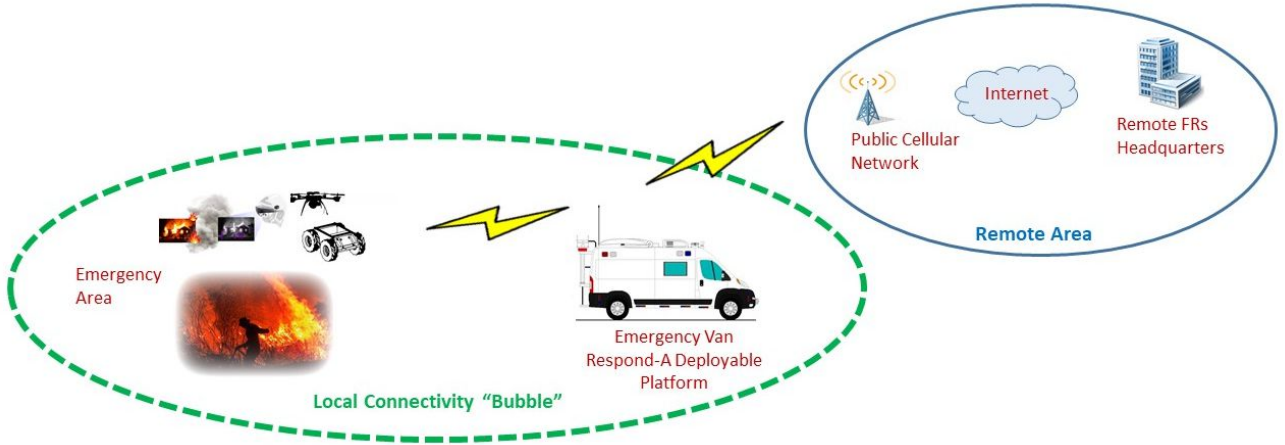 Internet
Public Cellular
Network
Remote FRs
Headquarters
Remote Area
Emergency
Area
Emergency Van
Respond-A Deployable
Platform
Local Connectivity “Bubble”